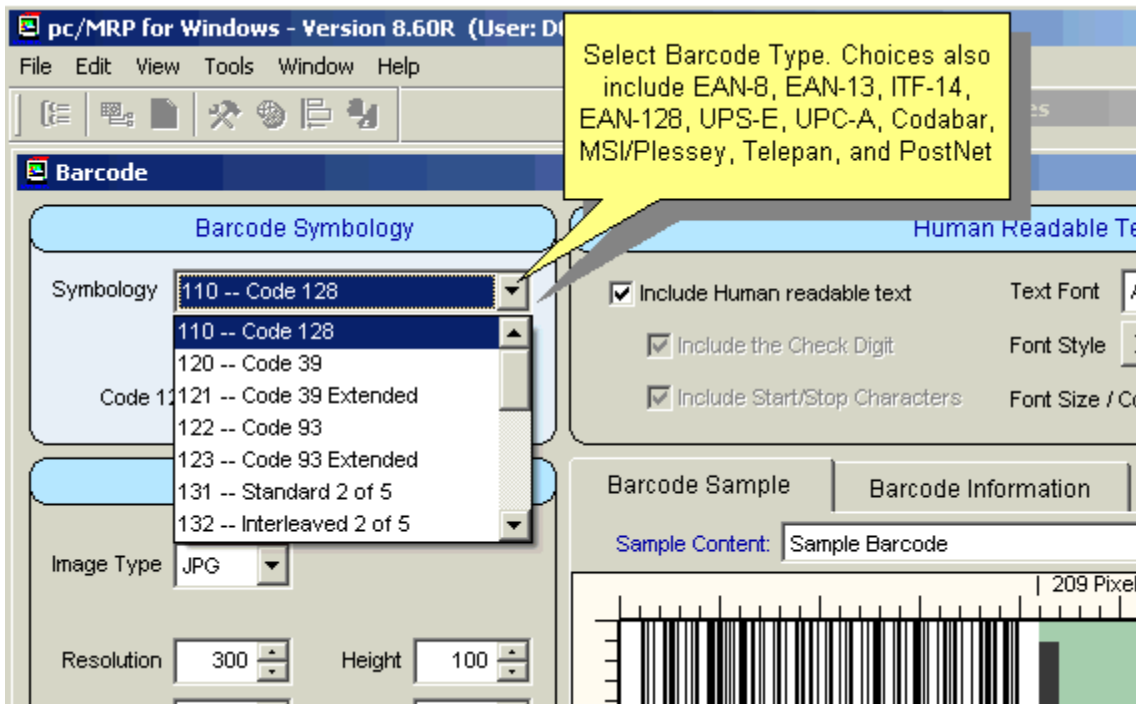 pc/MRP for Windows - Version 8.60R (User:
File Edit View Tools Window Help
Select Barcode Type. Choices also
include EAN-8, EAN-13, ITF-14,
EAN-128, UPS-E, UPC-A, Codabar,
MSI/Plessey, Telepan, and PostNet
Barcode
Barcode Symbology
Symbology 110 -- Code 128
110 -- Code 128
120 -- Code 39
121 -- Code 39 Extended
122 -- Code 93
123 -- Code 93 Extended
131 -- Standard 2 of 5
132 -- Interleaved 2 of 5
Code
Image Type JPG
Resolution 300 Height 100
Human Readable
Include Human readable text Text Font
Include the Check Digit Font Style
Include Start/Stop Characters Font Size /
Barcode Sample Barcode Information
Sample Content: Sample Barcode
| 209 Pixel